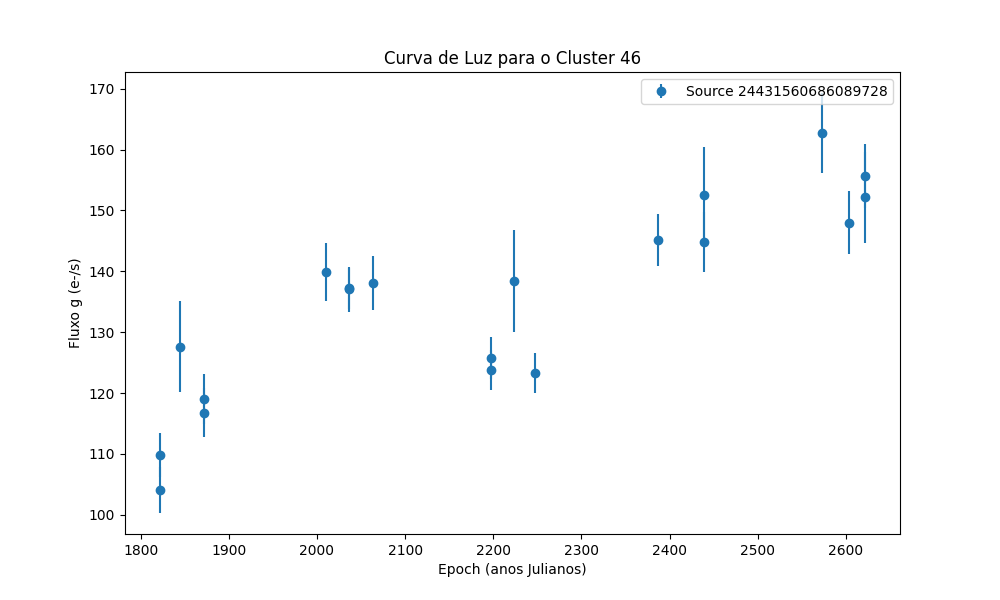 Curva de Luz para o Cluster 46
Source 24431560686089728
Fluxo g (e-/s)
170
160
150
140
130
120
110
100
1800 1900 2000 2100 2200 2300 2400 2500 2600
Epoch (anos Julianos)